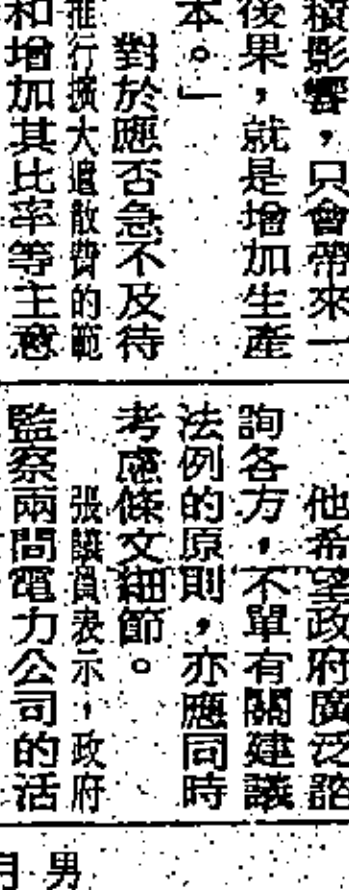 積影響，只會帶來一
後果，就是增加生產
本。」
對於應否急不及待
推行擴大遣散費的範
和增加其比率等主意
他希望政府廣泛諮
詢各方，不單有關建議
法例的原則，亦應同時
考慮條文細節。
張議員表示，政府
監察兩間電力公司的活
男
月